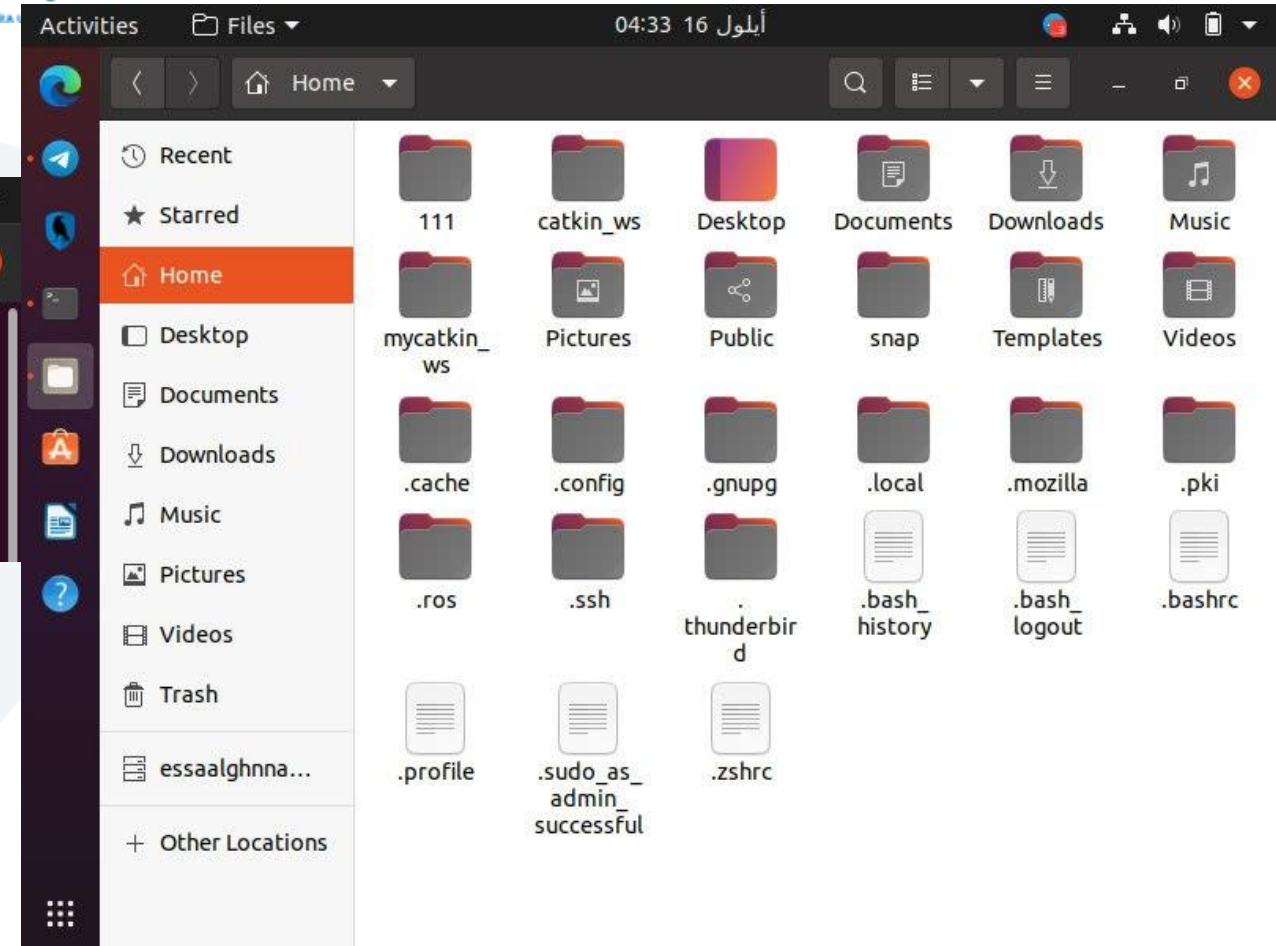 Activities
Files
04:33 16 أيلول
Home
Recent
Starred
Home
Desktop
Documents
Downloads
Music
Pictures
Videos
Trash
essaalghnna...
+ Other Locations
111
catkin_ws
Desktop
Documents
Downloads
Music
mycatkin_
ws
Pictures
Public
snap
Templates
Videos
.cache
.config
.gnupg
.local
.mozilla
.pki
.ros
.ssh
.
thunderbir
d
.bash_
history
.bash_
logout
.bashrc
.profile
.sudo_as_
admin_
successful
.zshrc